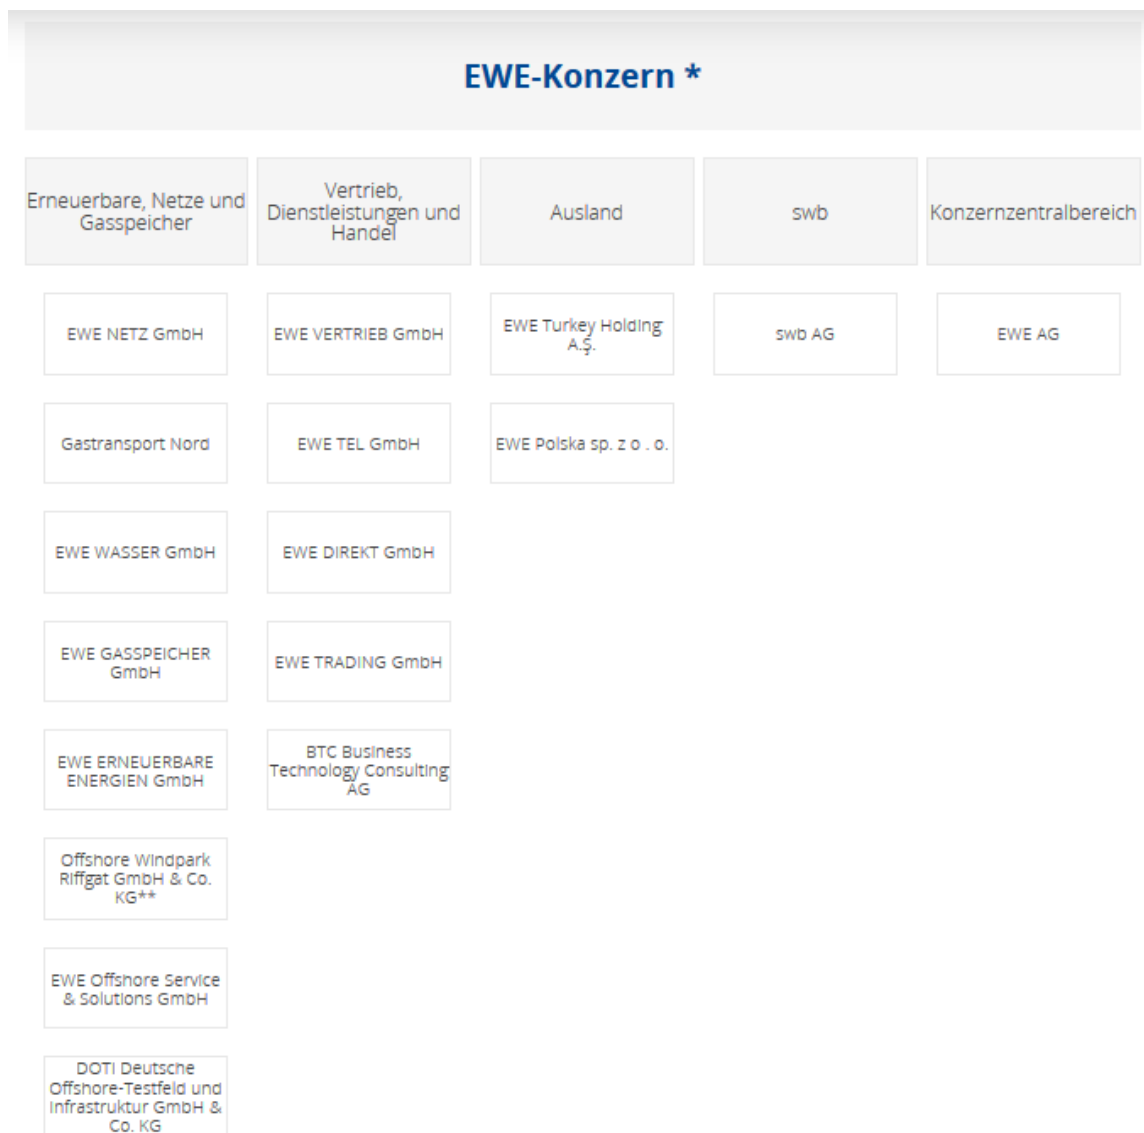 EWE-Konzern *
Erneuerbare, Netze und
Gasspeicher
Vertrieb,
Dienstleistungen und
Handel
Ausland
swb
Konzernzentralbereich
EWE NETZ GmbH
EWE VERTRIEB GmbH
EWE Turkey Holding
A.Ş.
swb AG
EWE AG
Gastransport Nord
EWE TEL GmbH
EWE Polska sp. z o . o.
EWE WASSER GmbH
EWE DIREKT GmbH
EWE GASSPEICHER
GmbH
EWE TRADING GmbH
EWE ERNEUERBARE
ENERGIEN GmbH
BTC Business
Technology Consulting
AG
Offshore Windpark
Riffgat GmbH & Co.
KG**
EWE Offshore Service
& Solutions GmbH
DOTI Deutsche
Offshore-Testfeld und
Infrastruktur GmbH &
Co. KG